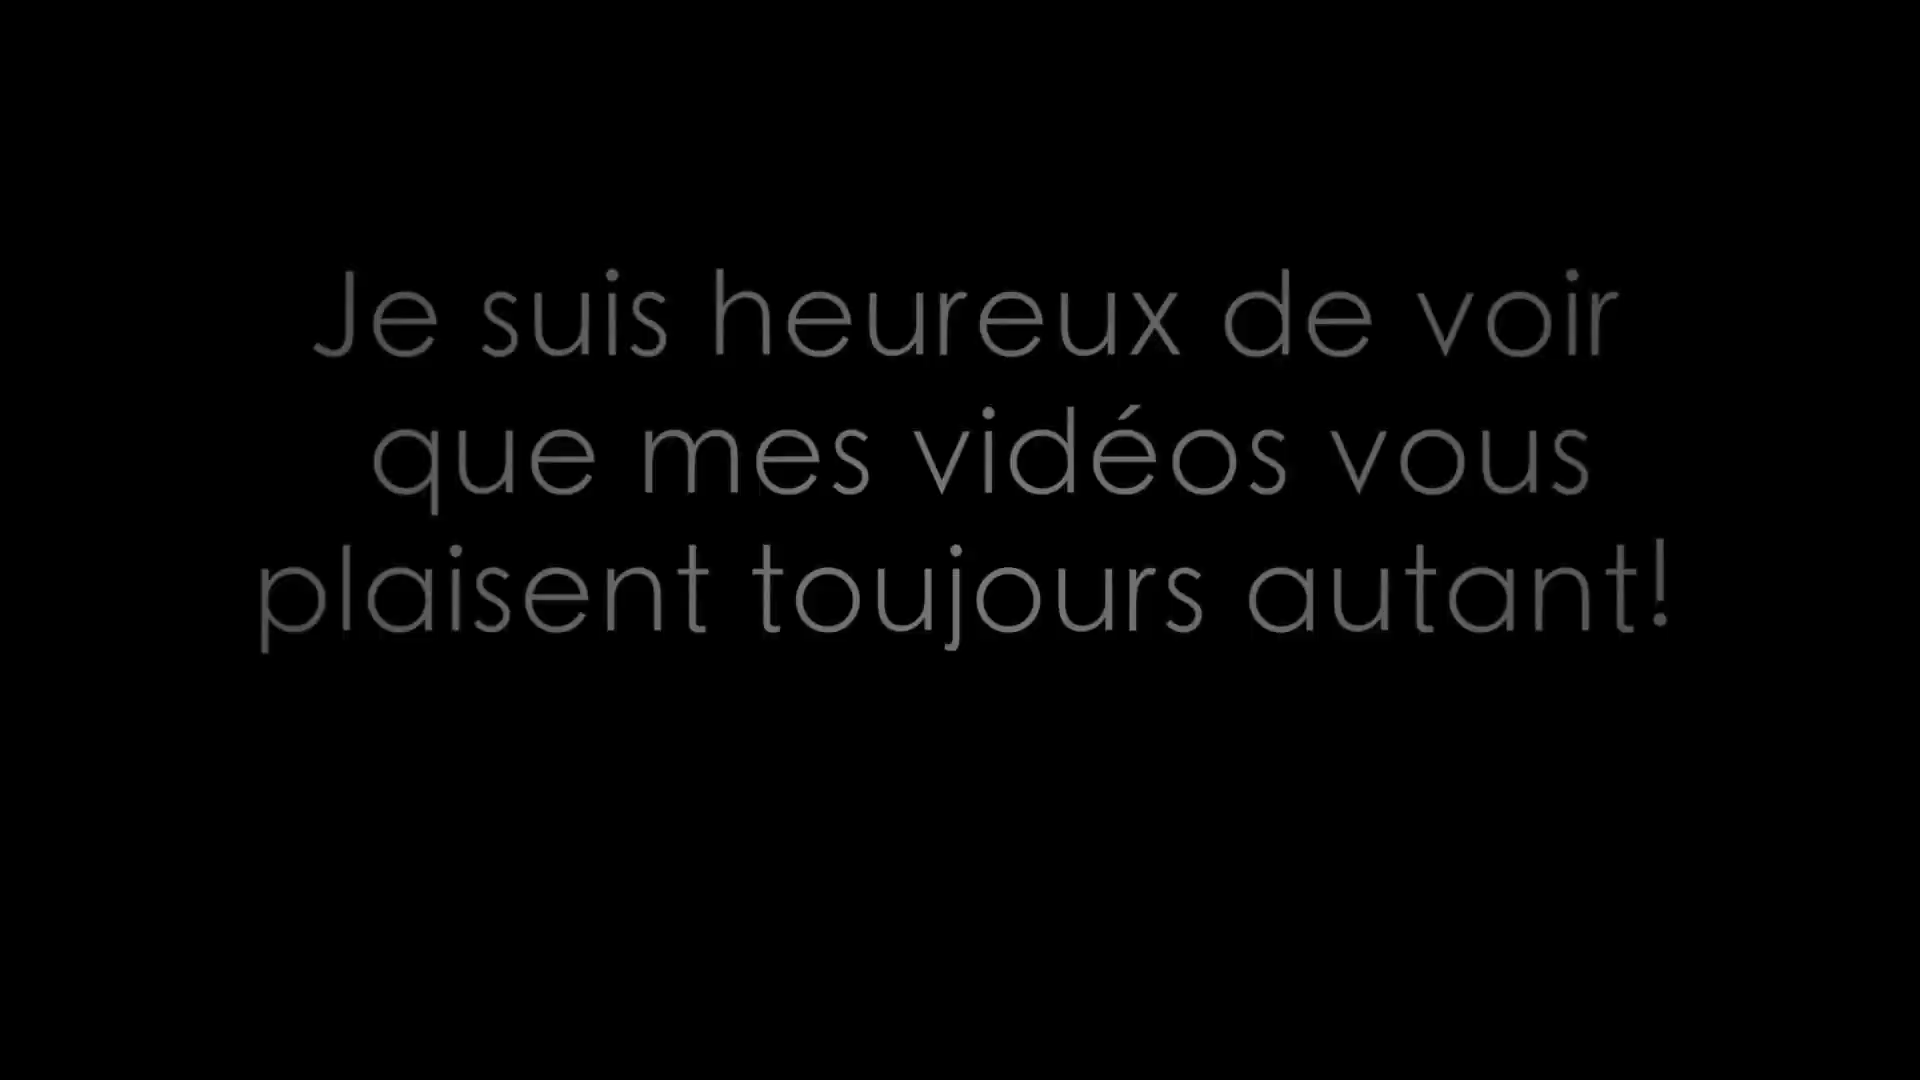 Je suis heureux de voir
que mes vidéos vous
plaisent toujours autant!